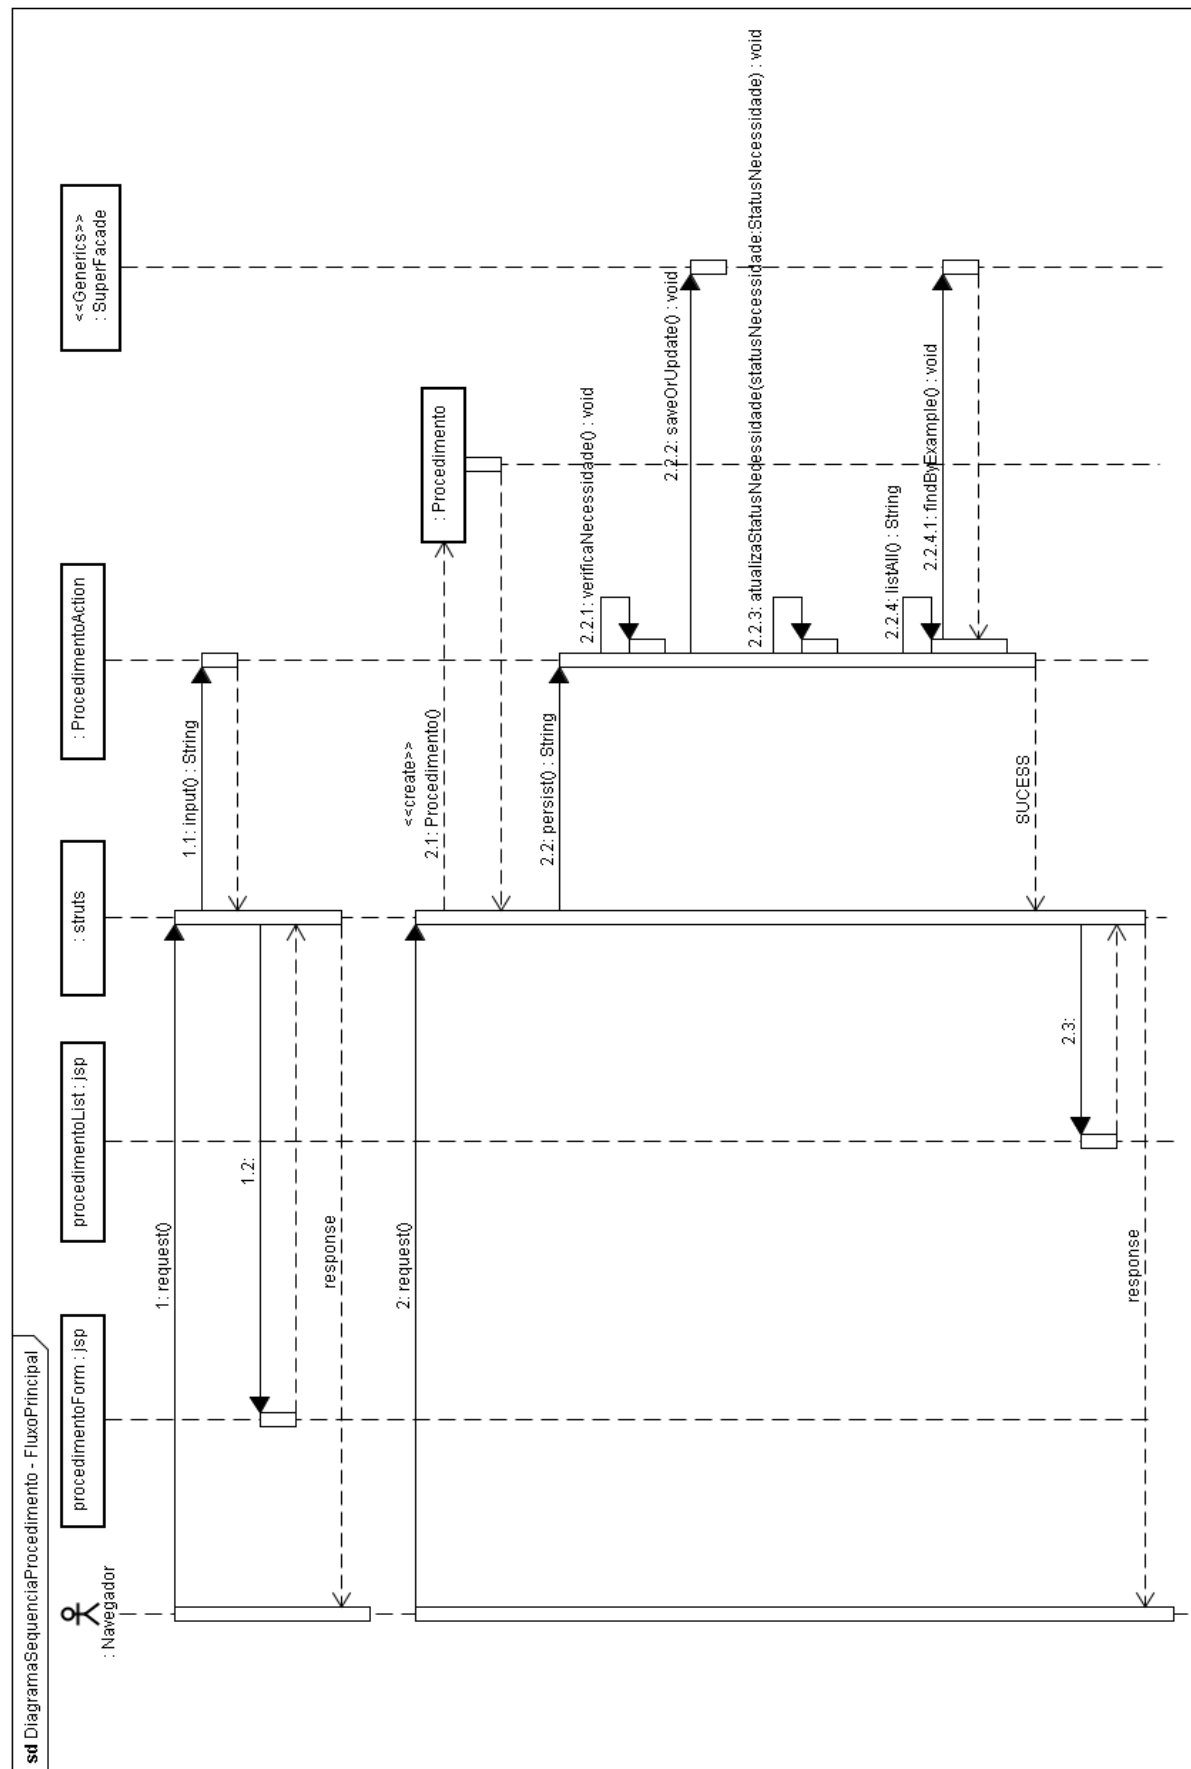 sd DiagramaSequenciaProcedimento - FluxoPrincipal
: Navegador
procedimentoForm : jsp
procedimentoList : jsp
: struts
: ProcedimentoAction
<<Generics>>
: SuperFacade
1: request()
1.1: input() : String
1.2:
response
2: request()
<<create>>
2.1: Procedimento()
: Procedimento
2.2: persist() : String
2.2.1: verificaNecessidade() : void
2.2.2: saveOrUpdate() : void
2.2.3: atualizaStatusNecessidade(statusNecessidade:StatusNecessidade) : void
2.2.4: listAll() : String
2.2.4.1: findByExample() : void
SUCESS
2.3:
response